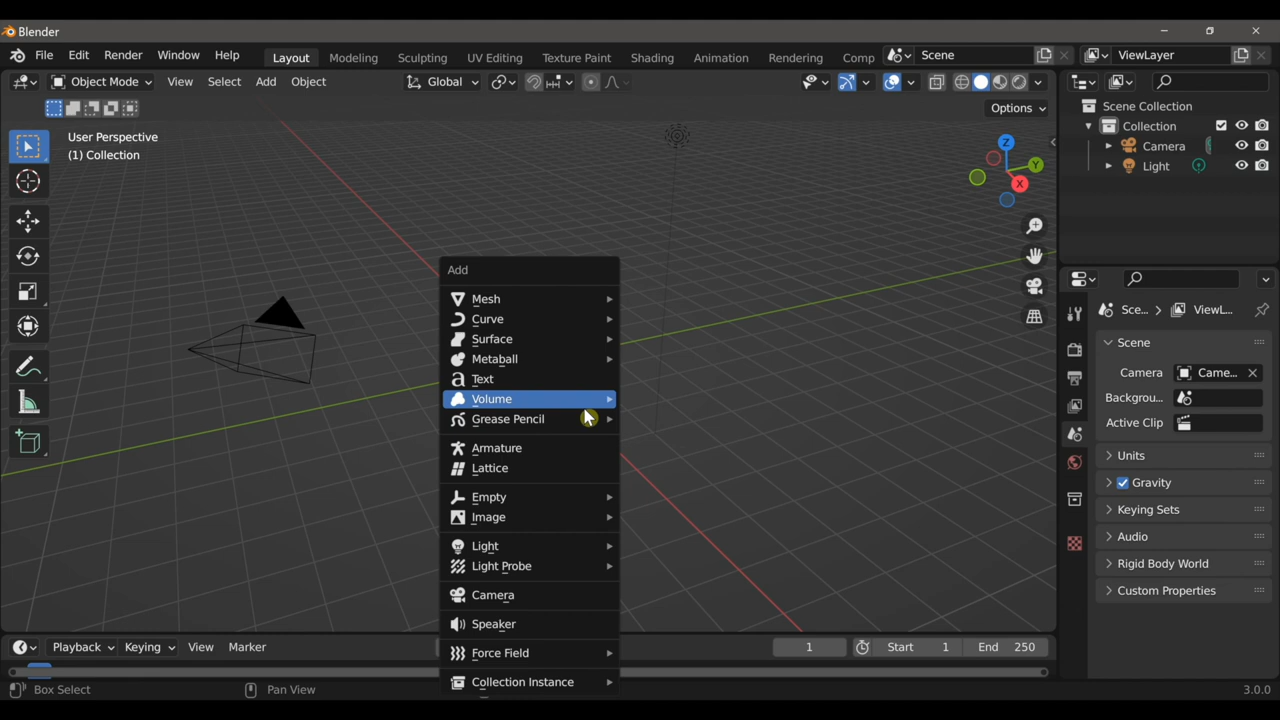 Blender
File Edit Render Window Help Layout Modeling Sculpting UV Editing Texture Paint Shading Animation Rendering Comp Scene ViewLayer
Object Mode View Select Add Object Global
Options
User Perspective
(1) Collection
Z
Y
X
Scene Collection
Collection
Camera
Light
Add
Mesh
Curve
Surface
Metaball
a Text
Volume
Grease Pencil
Armature
Lattice
Empty
Image
Light
Light Probe
Camera
Speaker
Force Field
Collection Instance
Sce... ViewL...
Scene
Camera Came...
Backgrou...
Active Clip
Units
Gravity
Keying Sets
Audio
Rigid Body World
Custom Properties
Playback Keying View Marker 1 Start 1 End 250
Box Select Pan View 3.0.0